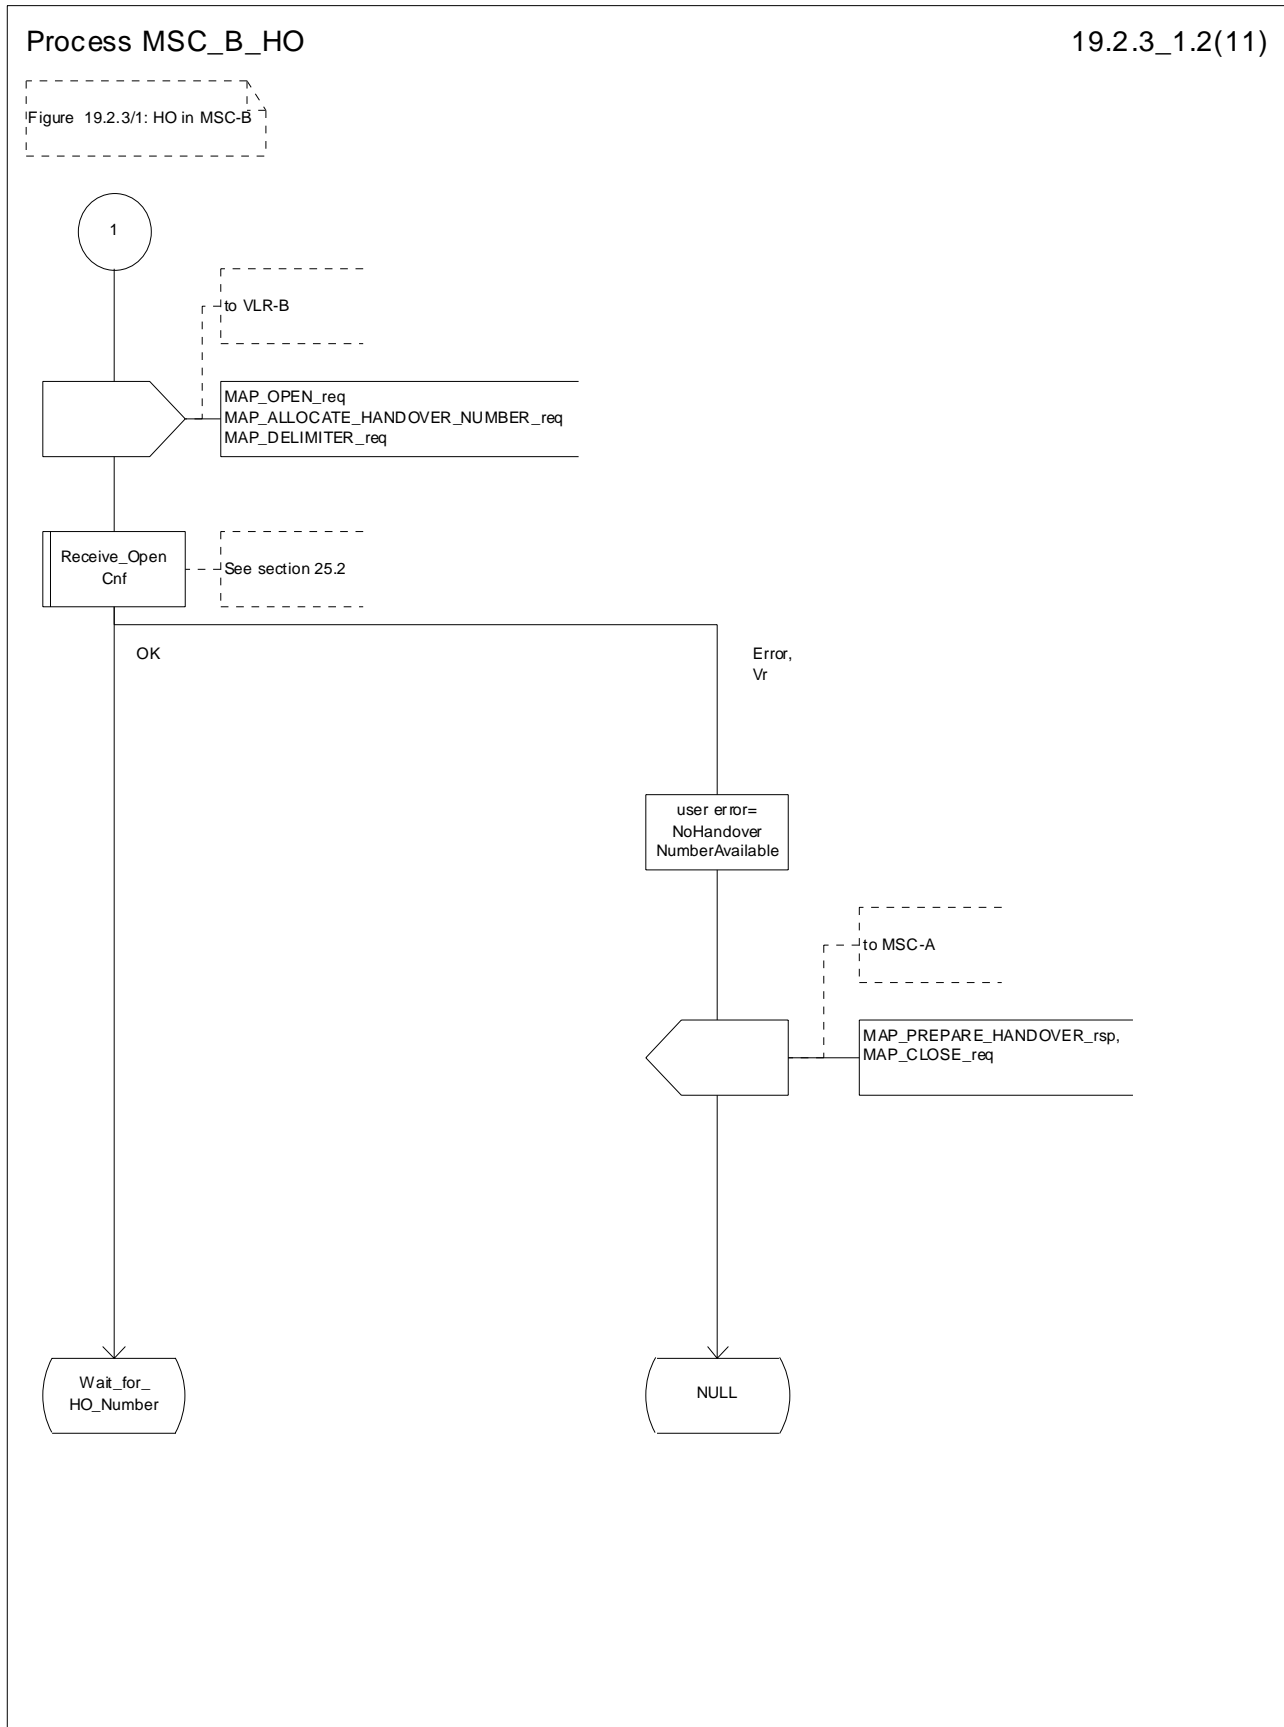 Process MSC_B_HO
19.2.3_1.2(11)
Figure 19.2.3/1: HO in MSC-B
1
to VLR-B
MAP_OPEN_req
MAP_ALLOCATE_HANDOVER_NUMBER_req
MAP_DELIMITER_req
Receive_Open
Cnf
See section 25.2
OK
Error,
Vr
user error=
NoHandover
NumberAvailable
to MSC-A
MAP_PREPARE_HANDOVER_rsp,
MAP_CLOSE_req
Wait_for_
HO_Number
NULL